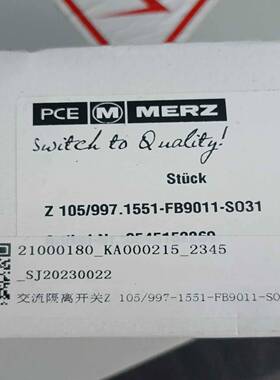 PCE M MERZ
Switch to Quality!
Stück
Z 105/997.1551-FB9011-SO31
21000180_KA000215_2345
_SJ20230022
交流隔离开关Z 105/997-1551-FB9011-SO